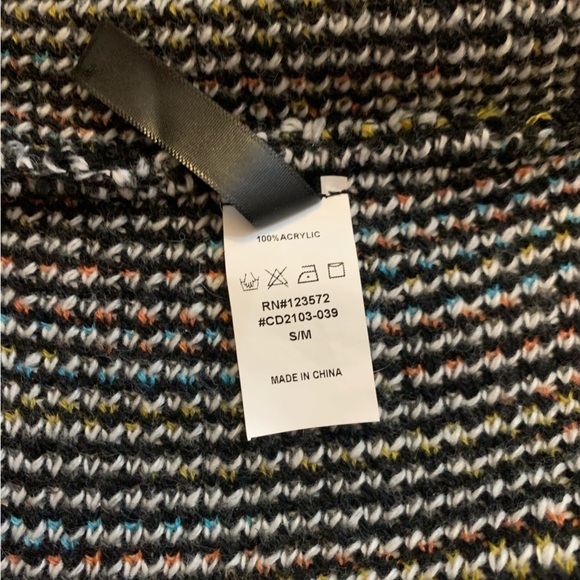 100%ACRYLIC
RN#123572
#CD2103-039
S/M
MADE IN CHINA